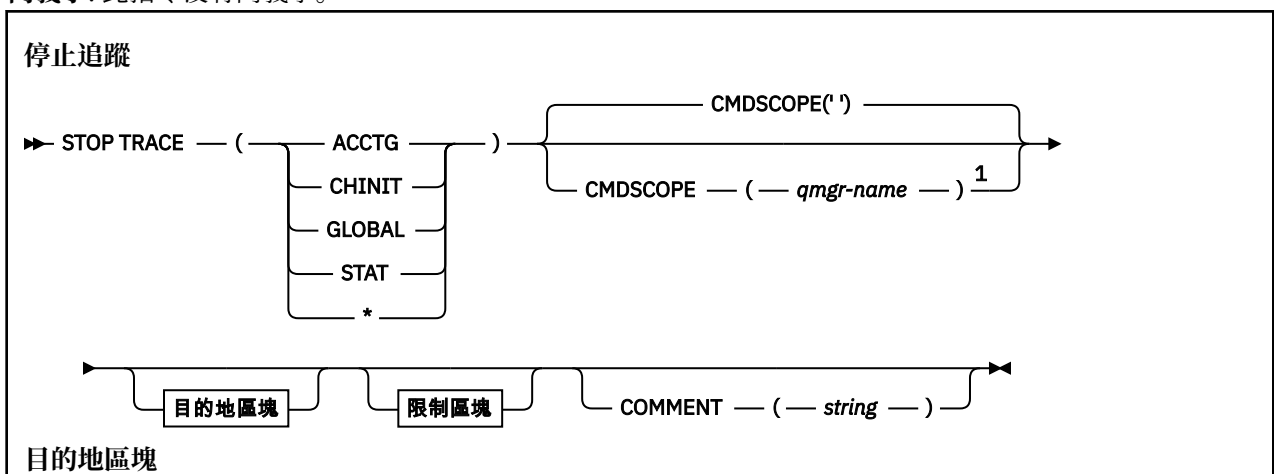 停止追蹤
CMDSCOPE(' ')
STOP TRACE ( ACCTG )
CHINIT
GLOBAL
STAT
*
CMDSCOPE ( qmgr-name ) 1
目的地區塊 限制區塊 COMMENT ( string )
目的地區塊